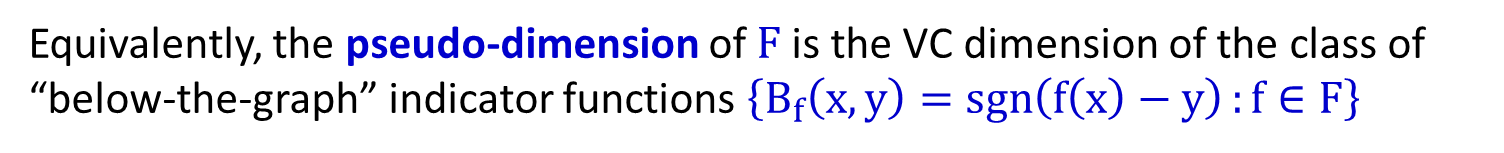 Equivalently, the pseudo-dimension of F is the VC dimension of the class of
“below-the-graph” indicator functions {B_f(x, y) = sgn(f(x) − y) : f ∈ F}